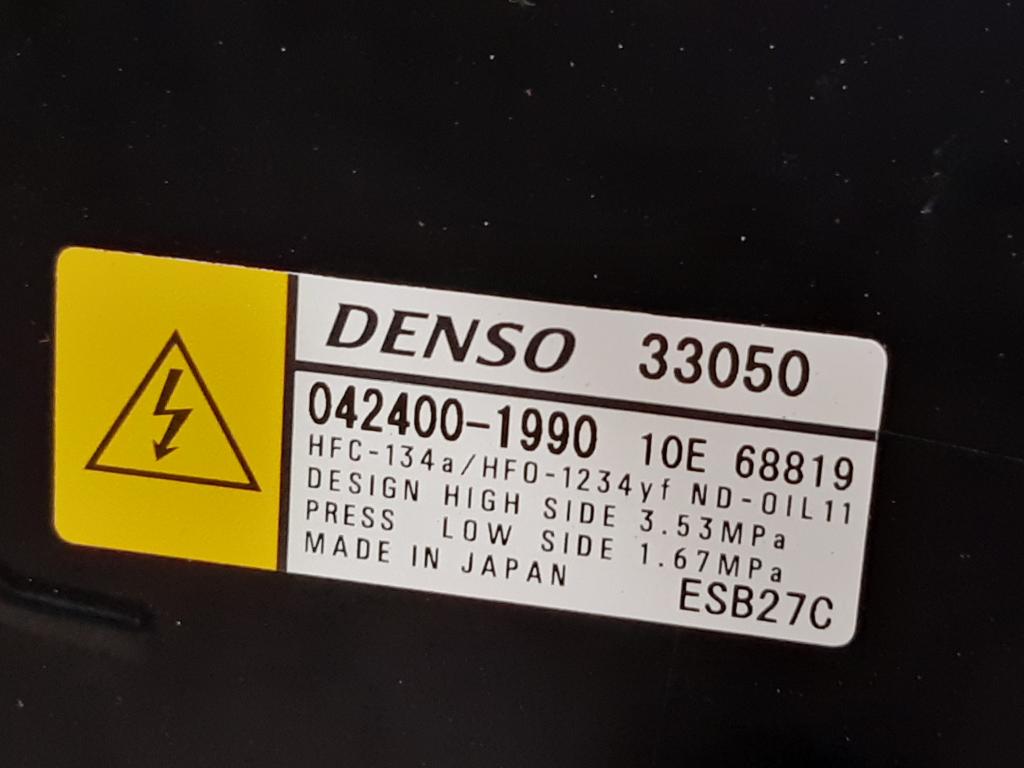 DENSO 33050
042400-1990 10E 68819
HFC-134a/HFO-1234yf ND-OIL11
DESIGN HIGH SIDE 3.53MPa
PRESS LOW SIDE 1.67MPa
MADE IN JAPAN ESB27C